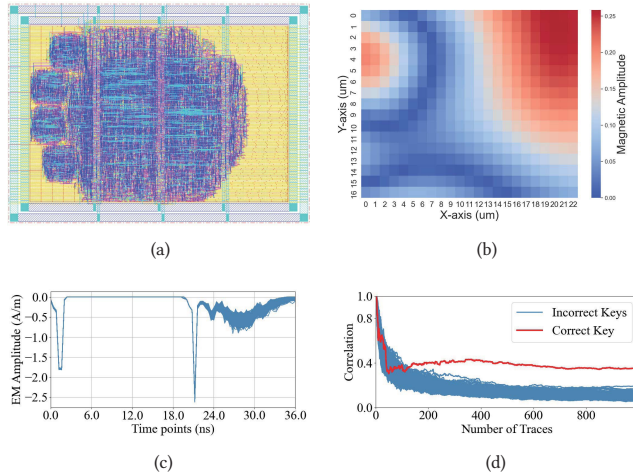 (a)
0 1 2 3 4 5 6 7 8 9 10 11 12 13 14 15 16
Y-axis (um)
0 1 2 3 4 5 6 7 8 9 10 11 12 13 14 15 16 17 18 19 20 21 22
X-axis (um)
0.25
0.20
0.15
0.10
0.05
0.00
Magnetic Amplitude
(b)
EM Amplitude (A/m)
0.0
−0.5
−1.0
−1.5
−2.0
−2.5
0.0 6.0 12.0 18.0 24.0 30.0 36.0
Time points (ns)
(c)
Correlation
1.0
0.8
0.4
0.0
Incorrect Keys
Correct Key
0 200 400 600 800
Number of Traces
(d)